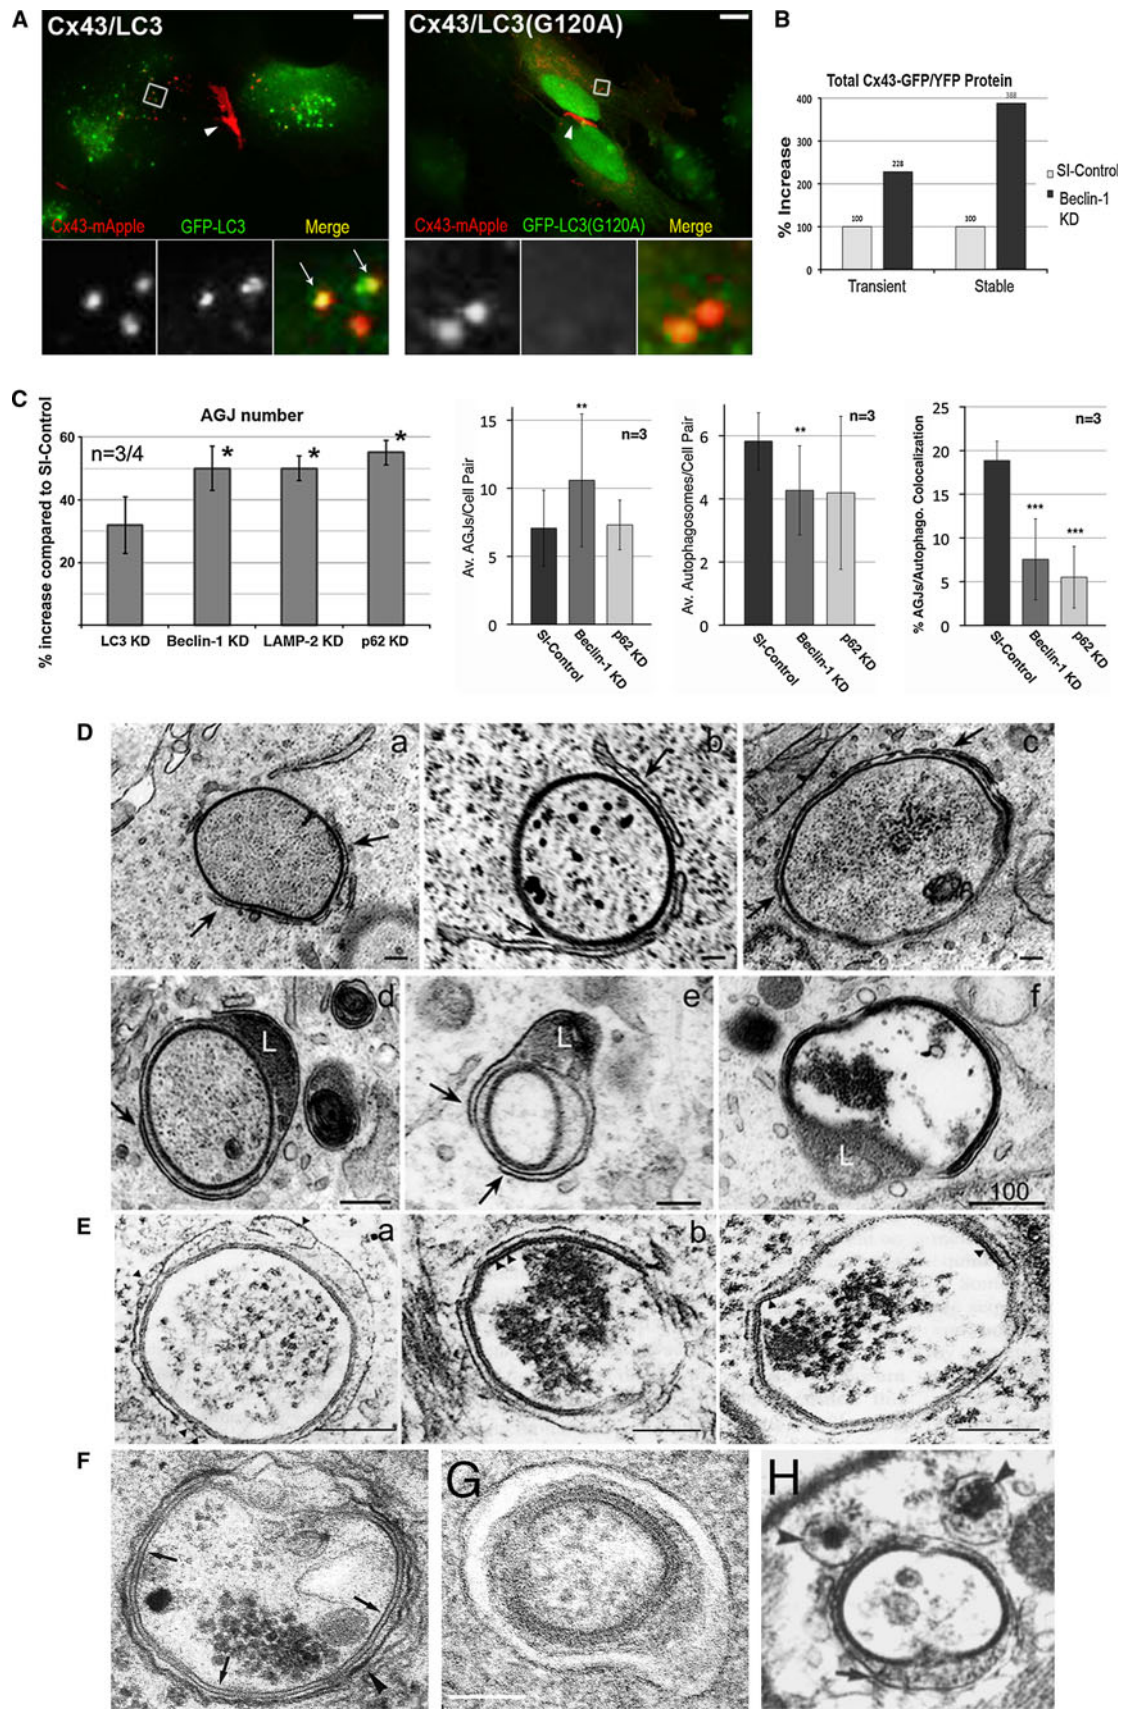 A
Cx43/LC3
Cx43-mApple GFP-LC3 Merge
Cx43/LC3(G120A)
Cx43-mApple GFP-LC3(G120A) Merge
B
Total Cx43-GFP/YFP Protein
% Increase
400
300
200
100
0
100
228
100
388
Transient
Stable
SI-Control
Beclin-1
KD
C
AGJ number
% increase compared to SI-Control
60
40
20
n=3/4
*
*
*
LC3 KD
Beclin-1 KD
LAMP-2 KD
p62 KD
Av. AGJs/Cell Pair
15
10
5
0
**
n=3
SI-Control
Beclin-1 KD
p62 KD
Av. Autophagosomes/Cell Pair
6
4
2
0
**
n=3
SI-Control
Beclin-1 KD
p62 KD
% AGJs/Autophago. Colocalization
25
20
15
10
5
0
***
***
n=3
SI-Control
Beclin-1 KD
p62 KD
D
a
b
c
d
L
e
L
f
L
100
E
a
b
c
F
G
H